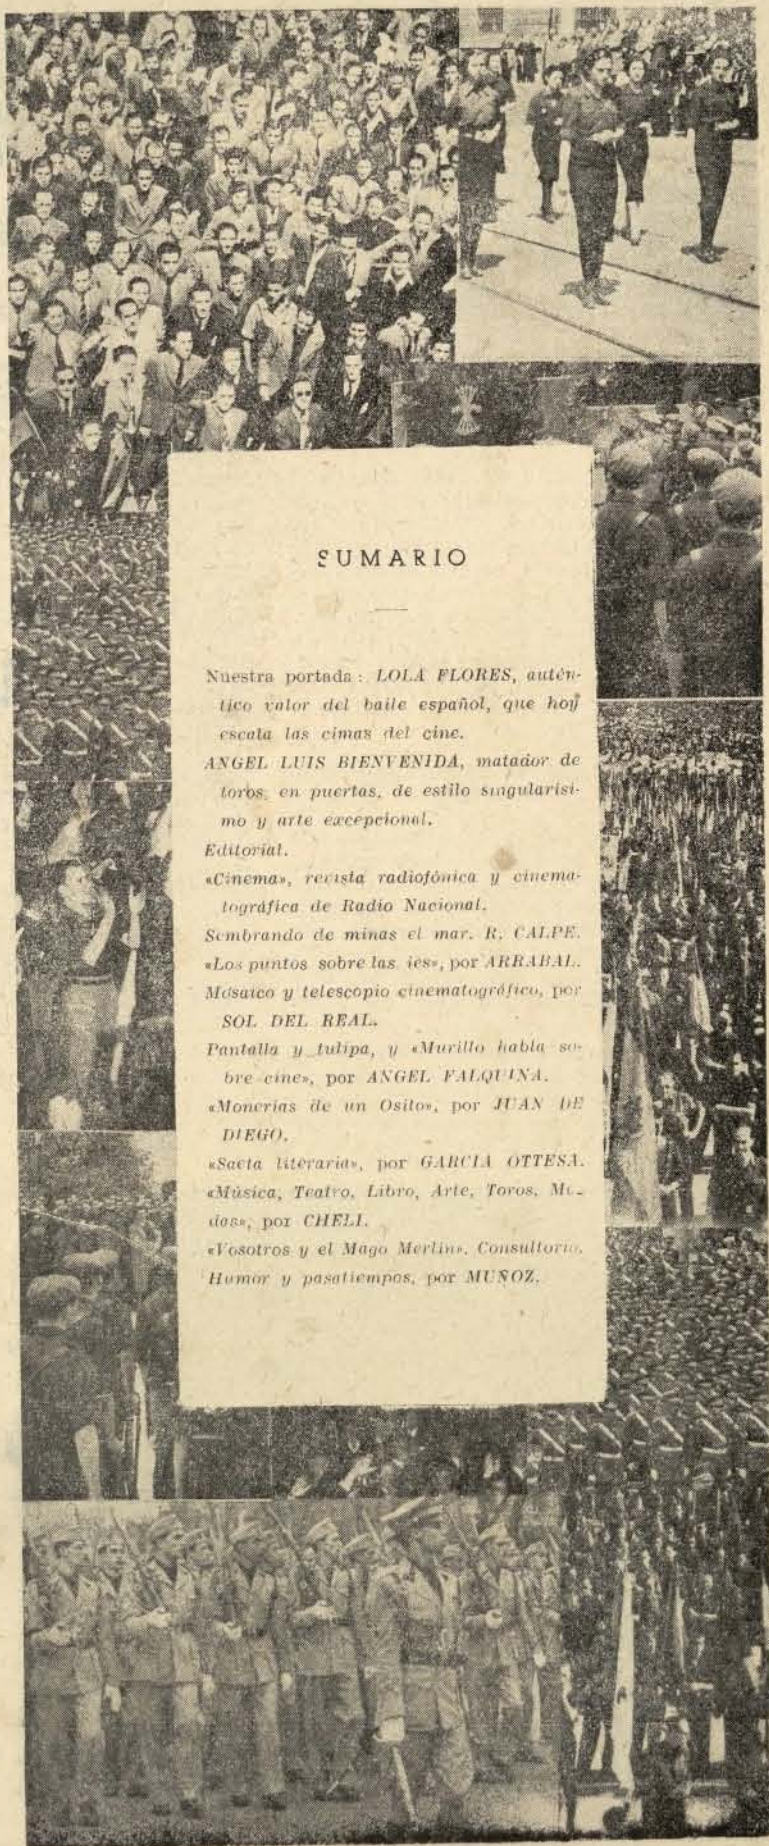 SUMARIO
Nuestra portada: LOLA FLORES, autén-
tico valor del baile español, que hoy
escala las cimas del cine.
ANGEL LUIS BIENVENIDA, matador de
toros, en puertas, de estilo singularísi-
mo y arte excepcional.
Editorial.
«Cinema», revista radiofónica y cinema-
tográfica de Radio Nacional.
Sembrando de minas el mar. R. CALPE.
«Los puntos sobre las íes», por ARRABAL.
Mosaico y telescopio cinematográfico, por
SOL DEL REAL.
Pantalla y tulipa, y «Murillo habla so-
bre cine», por ANGEL FALQUINA.
«Monerías de un Osito», por JUAN DE
DIEGO.
«Saeta literaria», por GARCIA OTTESA.
«Música, Teatro, Libro, Arte, Toros, Mo-
das», por CHELI.
«Vosotros y el Mago Merlín». Consultorio.
Humor y pasatiempos, por MUÑOZ.